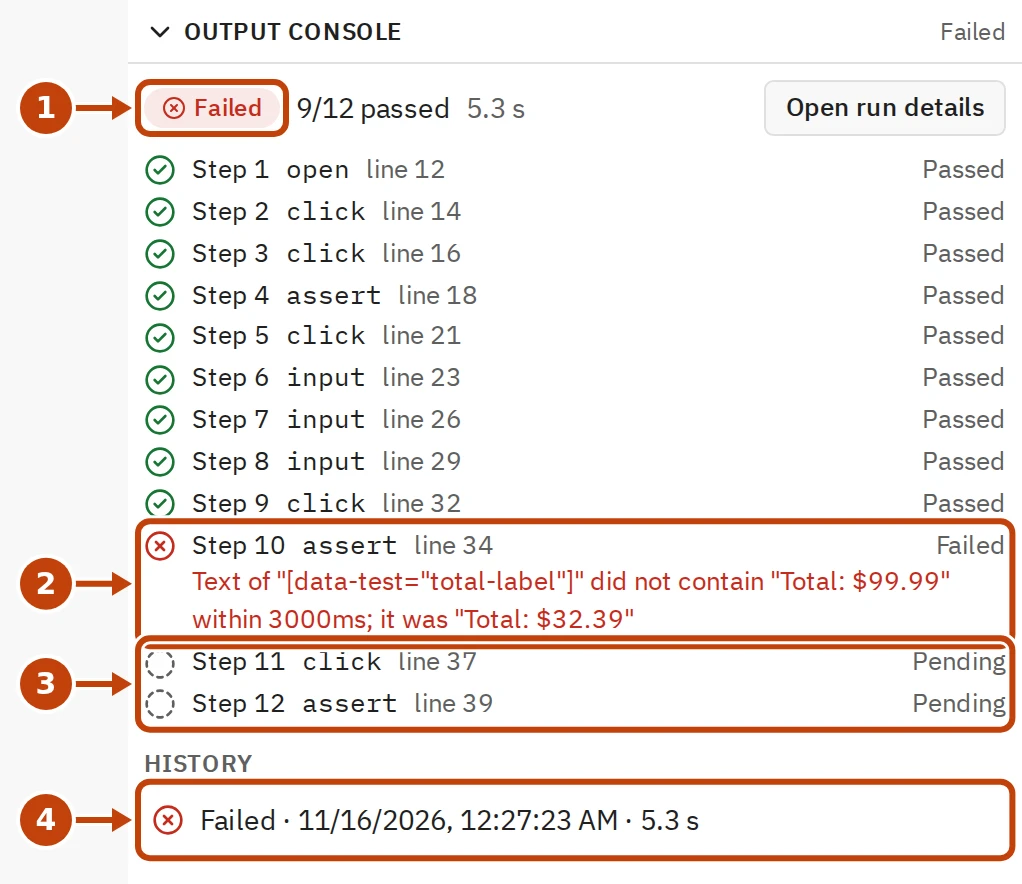 OUTPUT CONSOLE Failed
1 Failed 9/12 passed 5.3 s Open run details
Step 1 open line 12 Passed
Step 2 click line 14 Passed
Step 3 click line 16 Passed
Step 4 assert line 18 Passed
Step 5 click line 21 Passed
Step 6 input line 23 Passed
Step 7 input line 26 Passed
Step 8 input line 29 Passed
Step 9 click line 32 Passed
Step 10 assert line 34 Failed
2 Text of "[data-test="total-label"]" did not contain "Total: $99.99"
within 3000ms; it was "Total: $32.39"
Step 11 click line 37 Pending
3
Step 12 assert line 39 Pending
HISTORY
4 Failed · 11/16/2026, 12:27:23 AM · 5.3 s